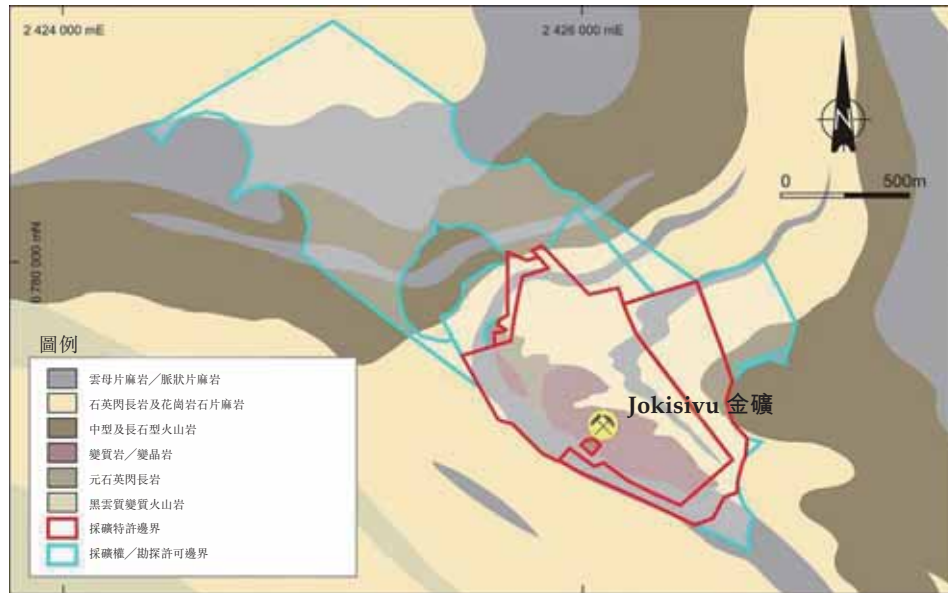 2 424 000 mE
2 426 000 mE
N
0 500m
6 780 000 mN
Jokisivu 金礦
圖例
雲母片麻岩／脈狀片麻岩
石英閃長岩及花崗岩石片麻岩
中型及長石型火山岩
變質岩／變晶岩
元石英閃長岩
黑雲質變質火山岩
採礦特許邊界
採礦權／勘探許可邊界